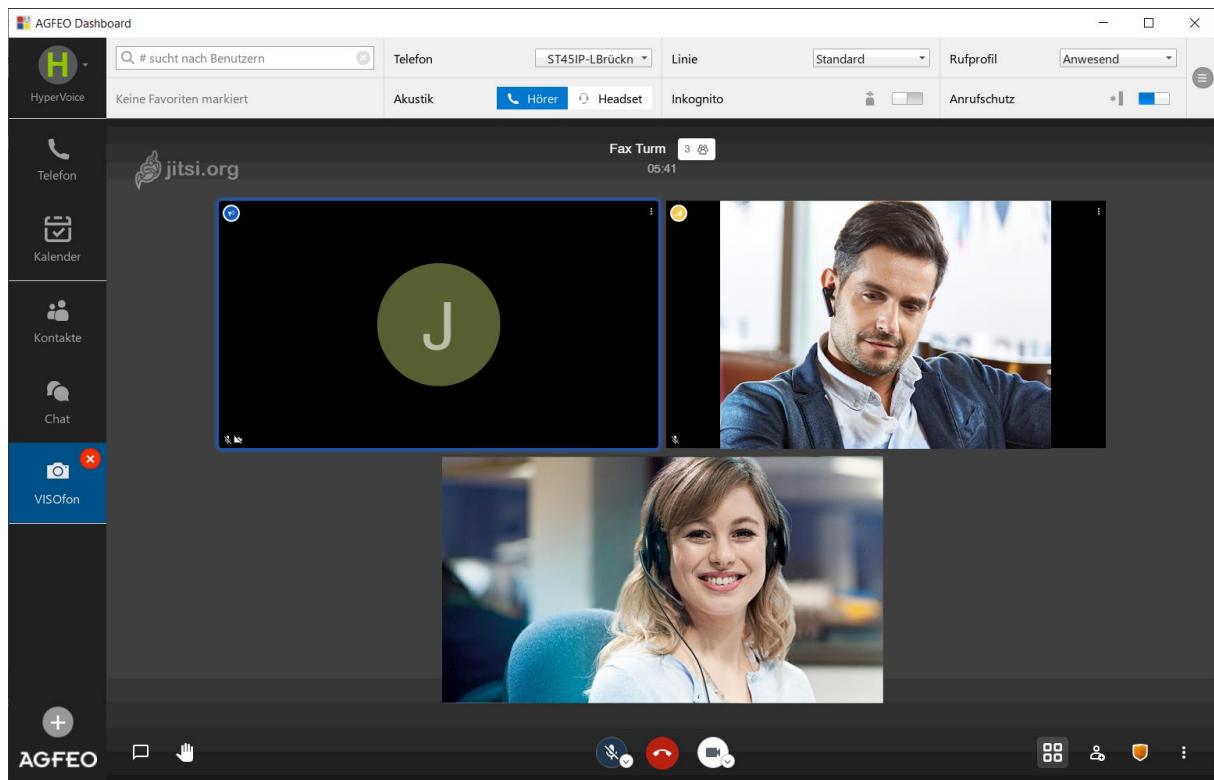 AGFEO Dashboard
H
HyperVoice
# sucht nach Benutzern
Keine Favoriten markiert
Telefon
ST45IP-LBrückn
Linie
Standard
Rufprofil
Anwesend
Akustik
Hörer
Headset
Inkognito
Anrufschutz
Telefon
Kalender
Kontakte
Chat
VISOfon
AGFEO
jitsi.org
Fax Turm
3
05:41
J